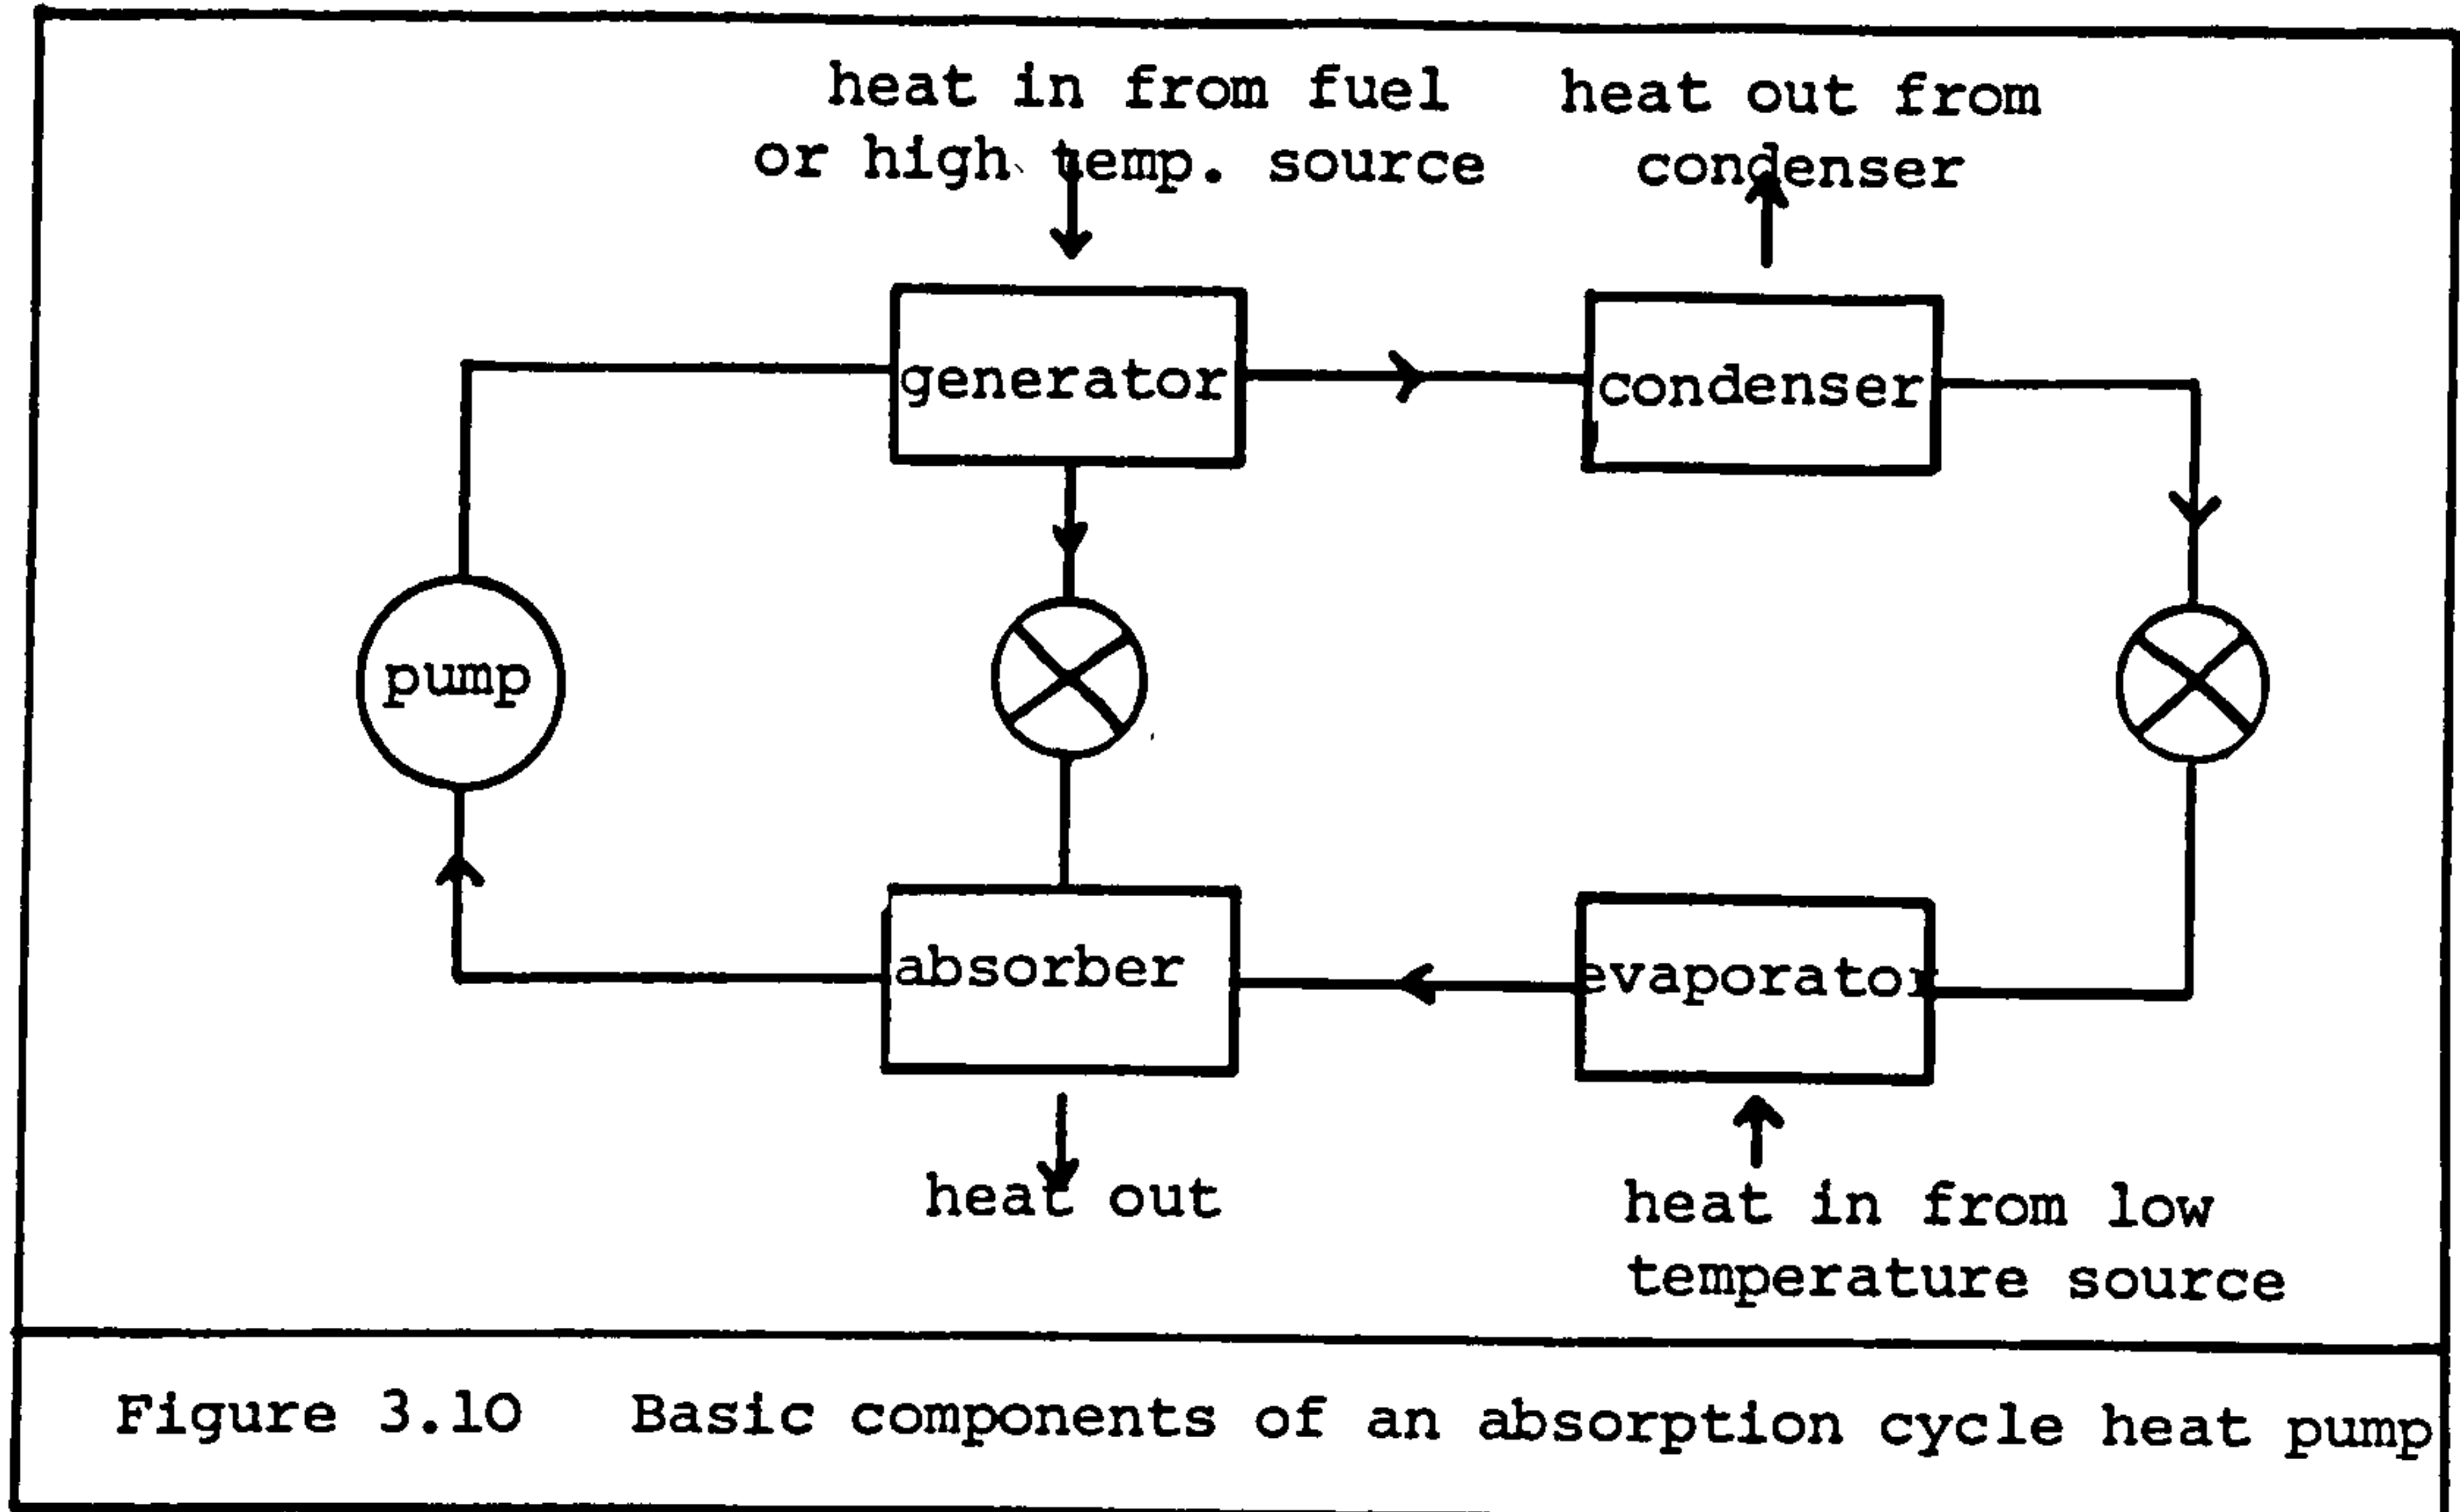 heat in from fuel
or high temp. source
heat out from
condenser
generator
condenser
pump
absorber
evaporator
heat out
heat in from low
temperature source
Figure 3.10 Basic components of an absorption cycle heat pump